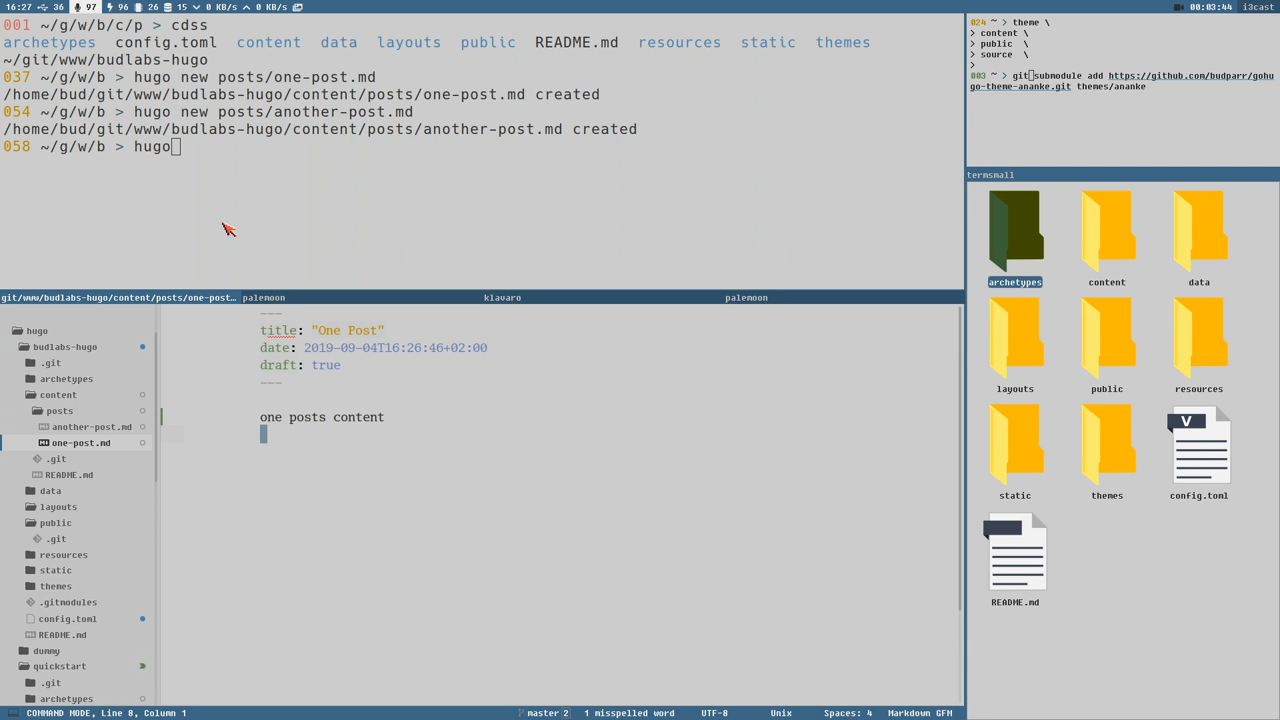 16:27 36 97 96 26 15 0 KB/s 0 KB/s 00:03:44 i3cast
001 ~/g/w/b/c/p > cdss
archetypes config.toml content data layouts public README.md resources static themes
~/git/www/budlabs-hugo
037 ~/g/w/b > hugo new posts/one-post.md
/home/bud/git/www/budlabs-hugo/content/posts/one-post.md created
054 ~/g/w/b > hugo new posts/another-post.md
/home/bud/git/www/budlabs-hugo/content/posts/another-post.md created
058 ~/g/w/b > hugo
024 ~ > theme \
> content \
> public \
> source \
>
003 ~ > git submodule add https://github.com/budparr/gohu
go-theme-ananke.git themes/ananke
termsmall
archetypes content data
layouts public resources
static themes config.toml
V
README.md
git/www/budlabs-hugo/content/posts/one-post… palemoon klavaro palemoon
hugo
budlabs-hugo
.git
archetypes
content
posts
another-post.md
one-post.md
.git
README.md
data
layouts
public
.git
resources
static
themes
.gitmodules
config.toml
README.md
dummy
quickstart
.git
archetypes
---
title: "One Post"
date: 2019-09-04T16:26:46+02:00
draft: true
---
one posts content
COMMAND MODE, Line 8, Column 1 master 2 1 misspelled word UTF-8 Unix Spaces: 4 Markdown GFM